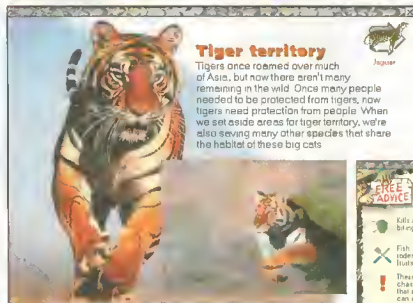 Tiger territory
Tigers once roamed over much
of Asia, but now there aren't many
remaining in the wild. Once many people
needed to be protected from tigers, now
tigers need protection from people. When
we set aside areas for tiger territory, we're
also saving many other species that share
the habitat of these big cats
Jaguar
FREE
ADVICE
Kills
Fish